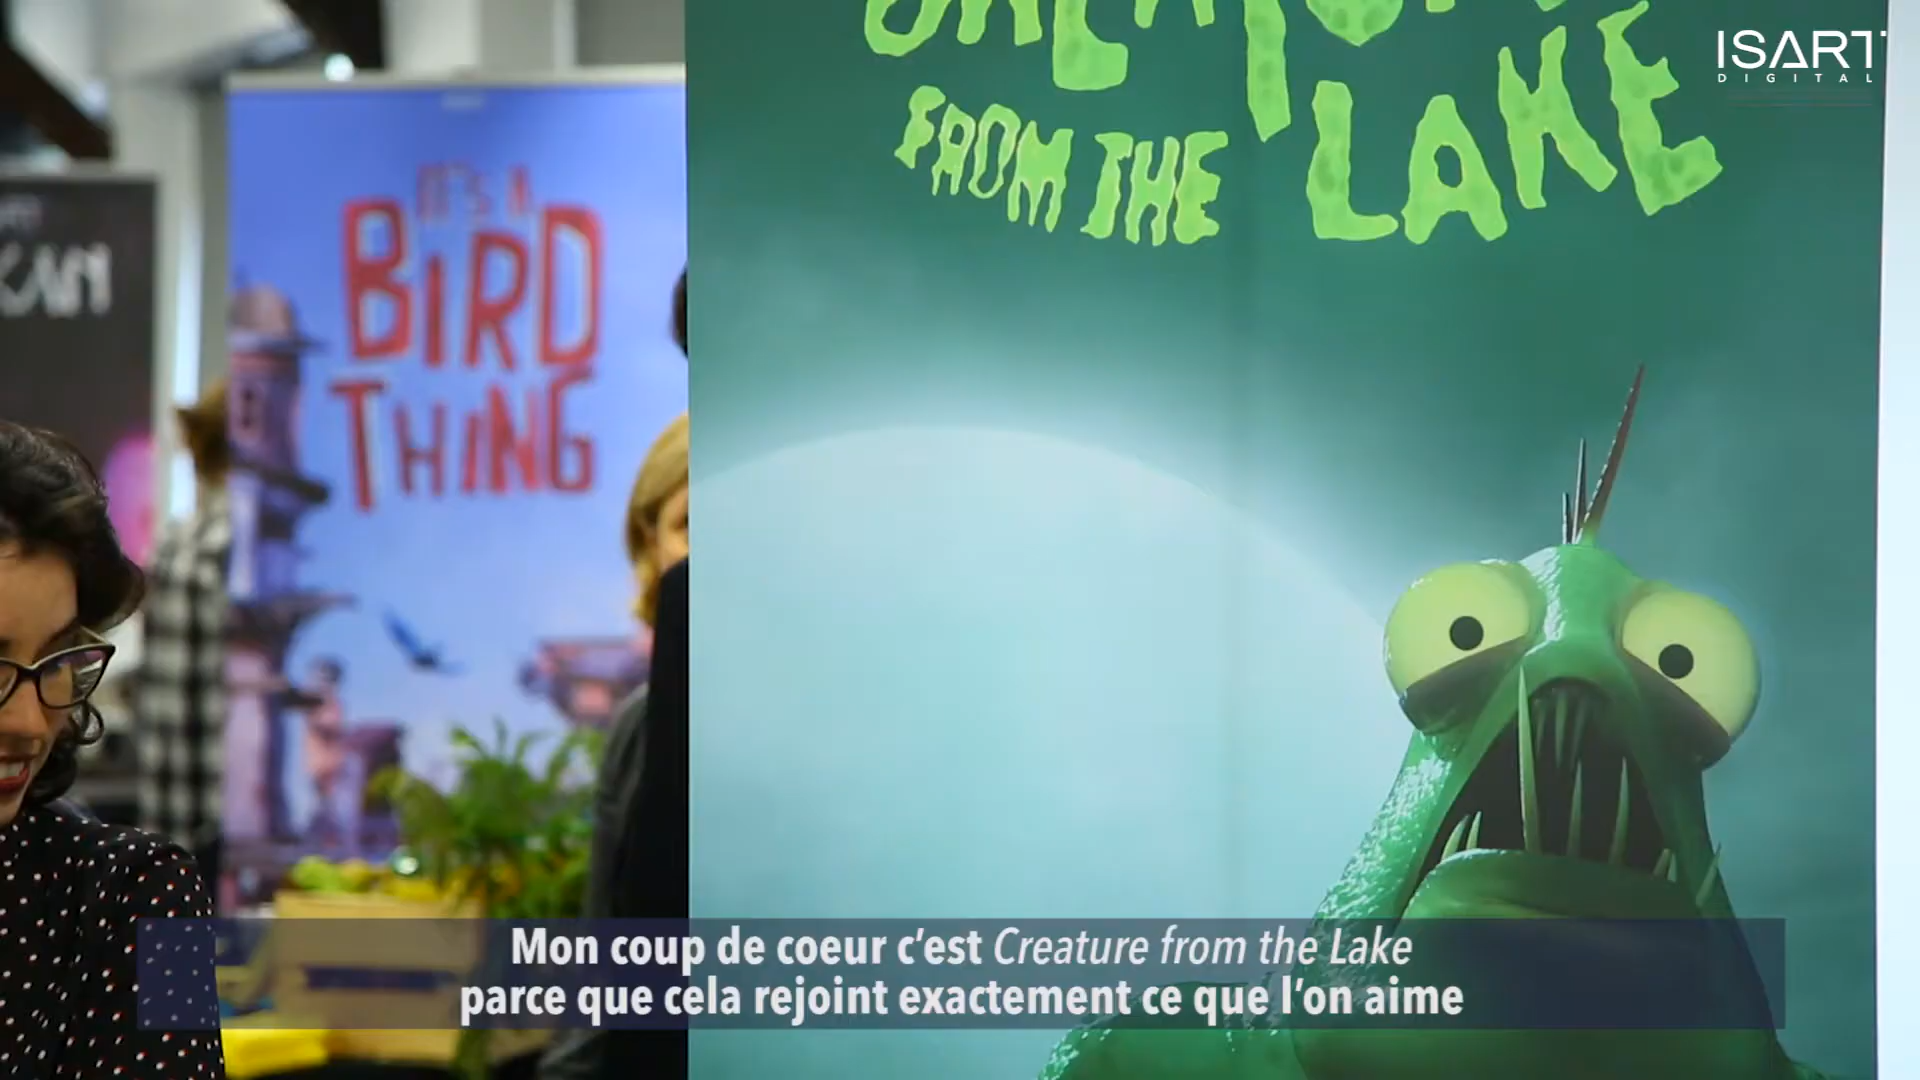 ISART
DIGITAL
FROM THE LAKE
IT'S A
BIRD
THING
Mon coup de coeur c'est Creature from the Lake
parce que cela rejoint exactement ce que l'on aime